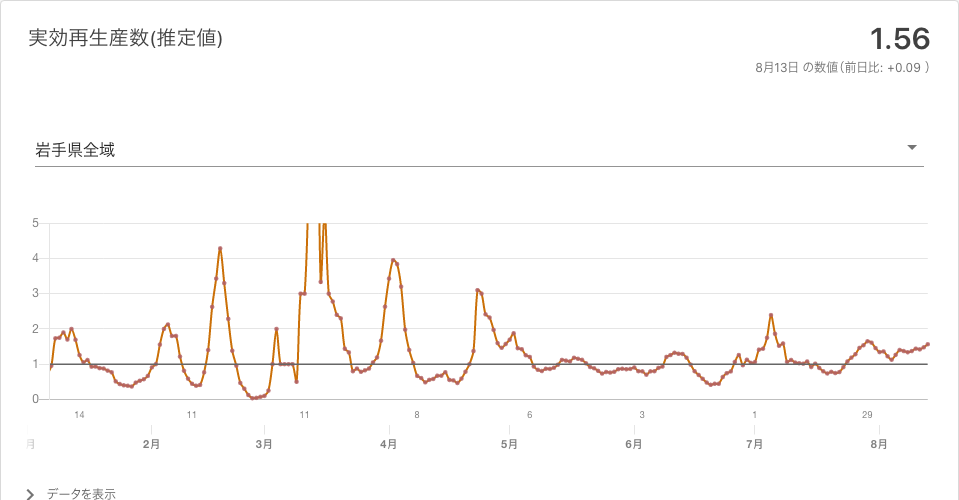 実効再生産数(推定値)
1.56
8月13日 の数値（前日比: +0.09 ）
岩手県全域
5
4
3
2
1
0
14 11 11 8 6 3 1 29
月 2月 3月 4月 5月 6月 7月 8月
データを表示